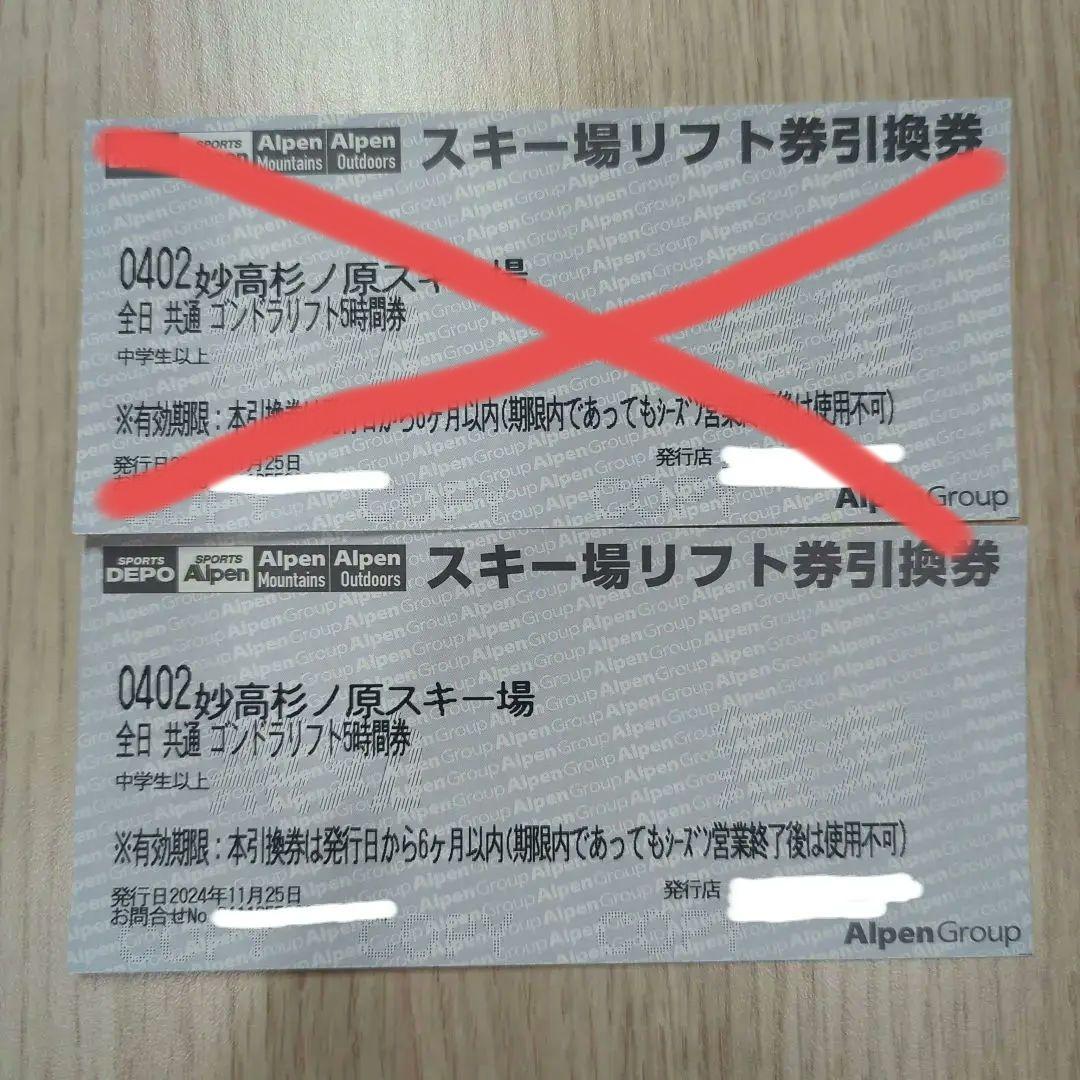 SPORTS Alpen Alpen スキー場リフト券引換券
Mountains Outdoors
0402妙高杉ノ原スキー場
全日 共通 ゴンドラリフト5時間券
中学生以上
※有効期限:本引換券は発行日から6ヶ月以内(期限内であってもｼｰｽﾞﾝ営業 後は使用不可)
発行日2 月25日 発行店
AlpenGroup
SPORTS SPORTS Alpen Alpen スキー場リフト券引換券
DEPO Alpen Mountains Outdoors
0402妙高杉ノ原スキー場
全日 共通 ゴンドラリフト5時間券
中学生以上
※有効期限:本引換券は発行日から6ヶ月以内(期限内であってもｼｰｽﾞﾝ営業終了後は使用不可)
発行日2024年11月25日 発行店
お問合せNo
COPY COPY COPY
AlpenGroup